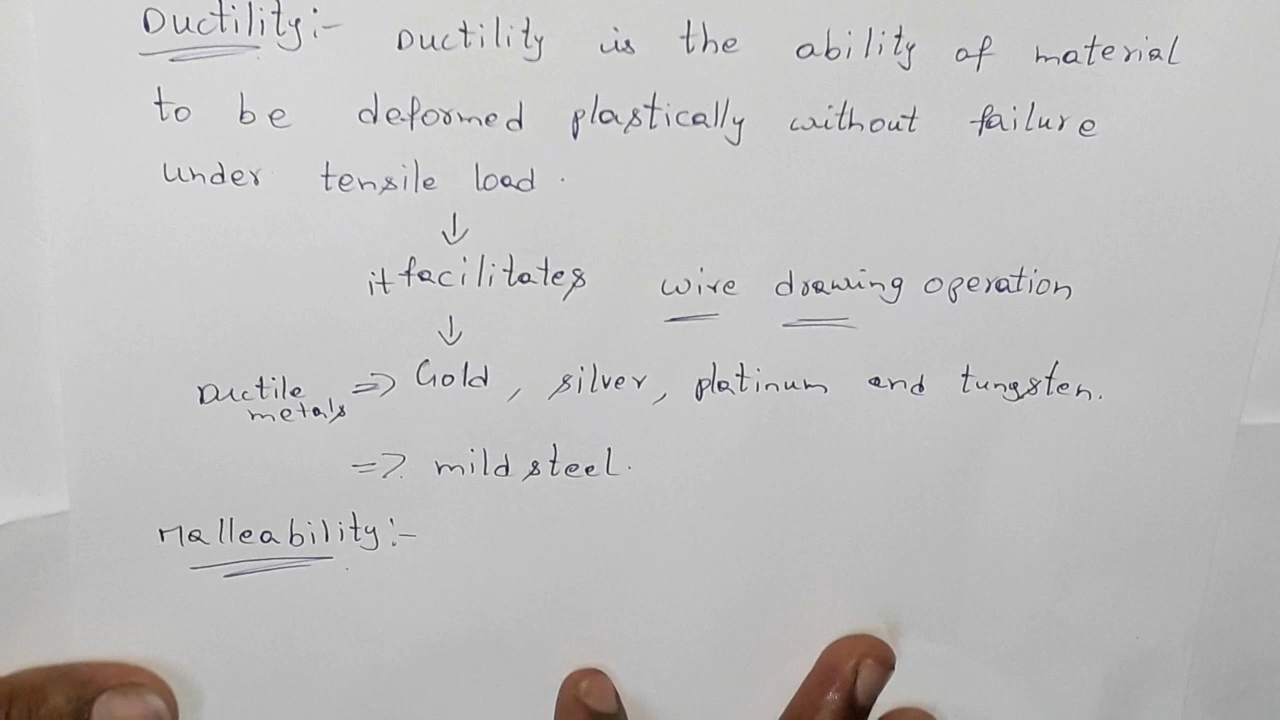 Ductility:- Ductility is the ability of material
to be deformed plastically without failure
under tensile load.
↓
it facilitates wire drawing operation
↓
Ductile metals => Gold, silver, platinum and tungsten.
=> mild steel.
Malleability:-